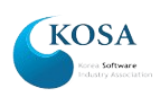 KOSA
Korea Software
Industry Association